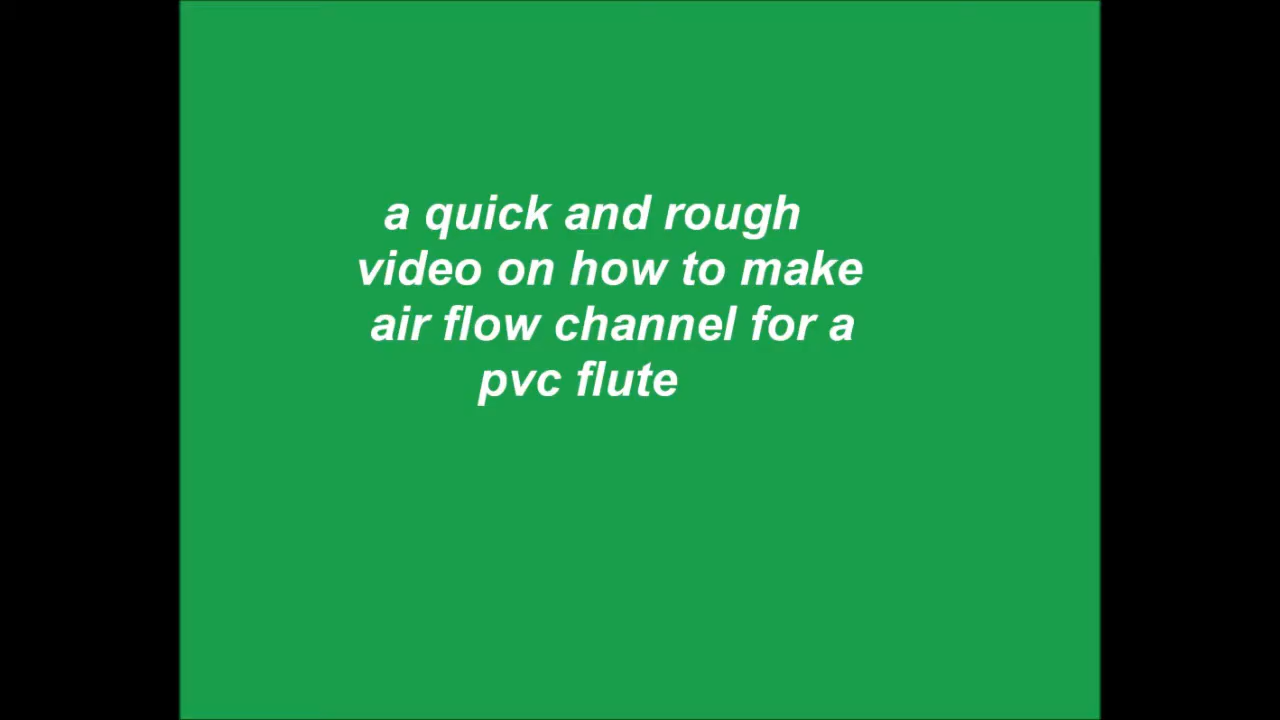 a quick and rough
video on how to make
air flow channel for a
pvc flute